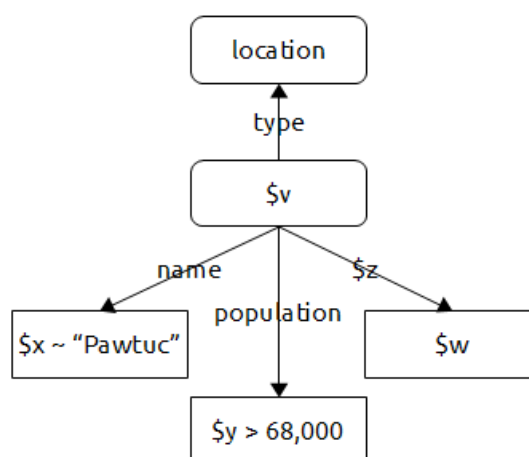 location
type
$v
name
$z
population
$x ~ “Pawtuc”
$w
$y > 68,000